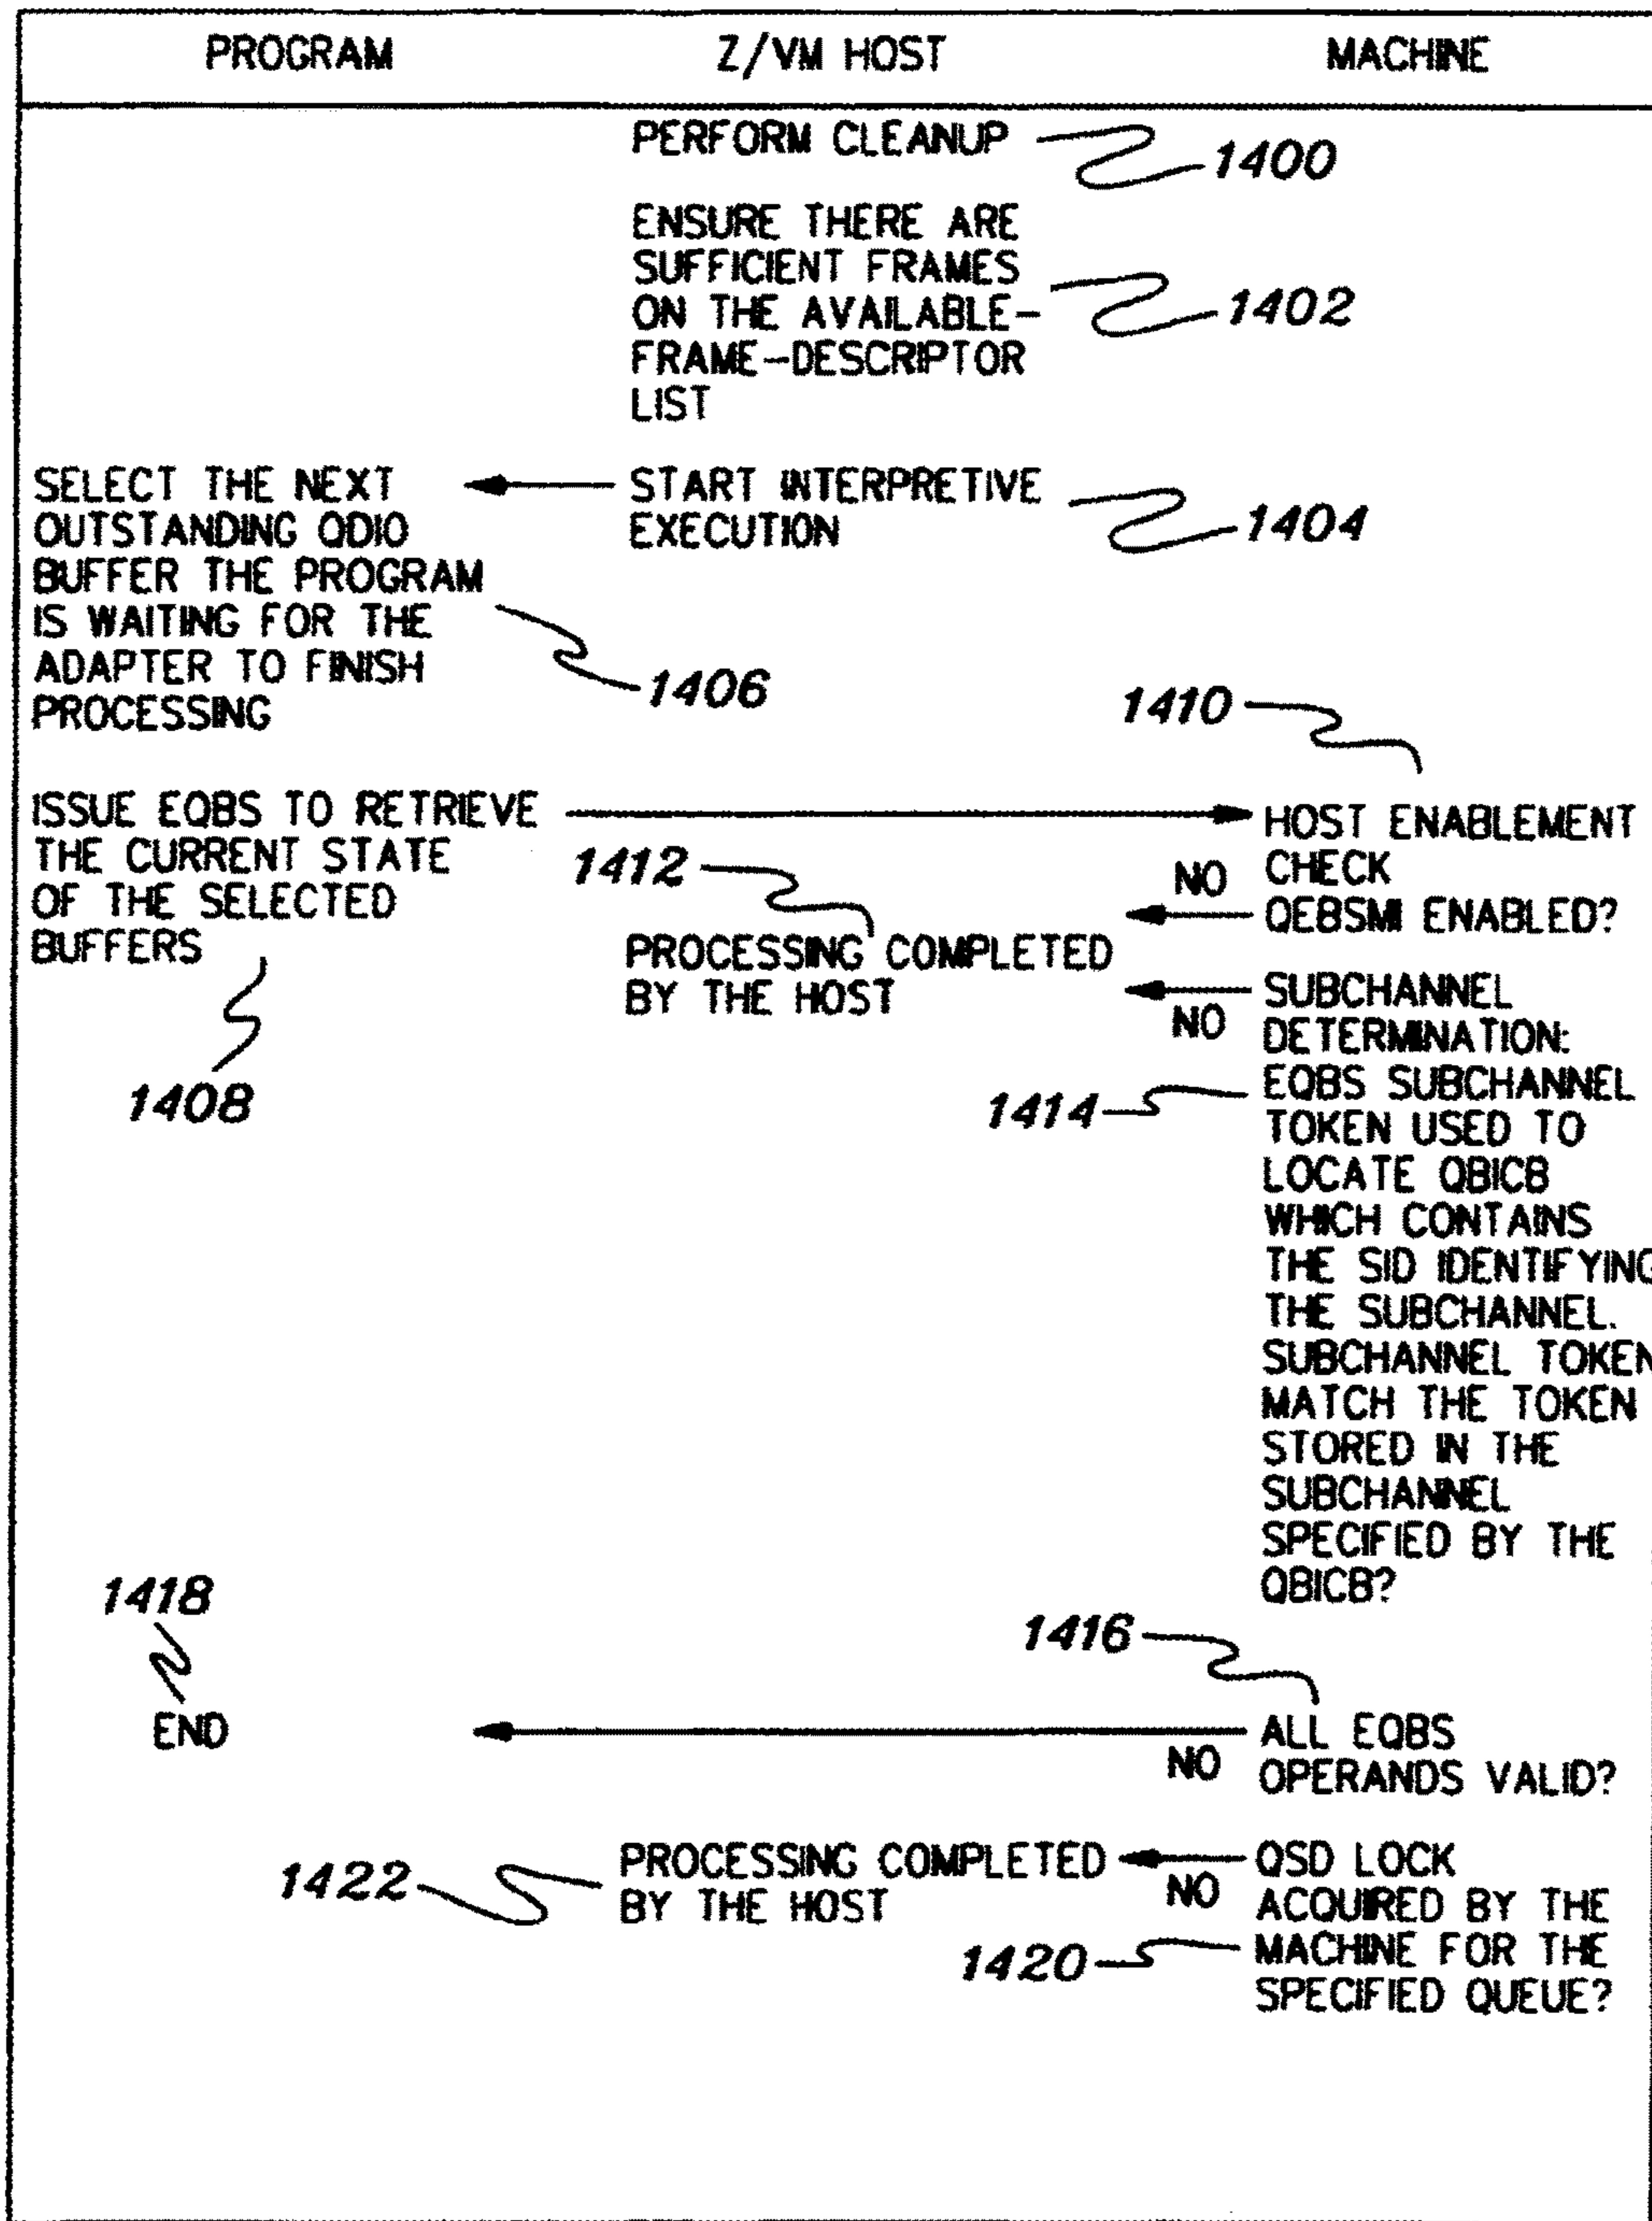 PROGRAM Z/VM HOST MACHINE
PERFORM CLEANUP
1400
ENSURE THERE ARE
SUFFICIENT FRAMES
ON THE AVAILABLE-
FRAME-DESCRIPTOR
LIST
1402
SELECT THE NEXT
OUTSTANDING QDIO
BUFFER THE PROGRAM
IS WAITING FOR THE
ADAPTER TO FINISH
PROCESSING
START INTERPRETIVE
EXECUTION
1404
1406
1410
ISSUE EQBS TO RETRIEVE
THE CURRENT STATE
OF THE SELECTED
BUFFERS
1408
HOST ENABLEMENT
CHECK
QEBSMI ENABLED?
NO
1412
PROCESSING COMPLETED
BY THE HOST
NO
SUBCHANNEL
DETERMINATION:
EQBS SUBCHANNEL
TOKEN USED TO
LOCATE QBICB
WHICH CONTAINS
THE SID IDENTIFYING
THE SUBCHANNEL.
SUBCHANNEL TOKEN
MATCH THE TOKEN
STORED IN THE
SUBCHANNEL
SPECIFIED BY THE
QBICB?
1414
1418
END
1416
NO
ALL EQBS
OPERANDS VALID?
1422
PROCESSING COMPLETED
BY THE HOST
NO
QSD LOCK
ACQUIRED BY THE
MACHINE FOR THE
SPECIFIED QUEUE?
1420